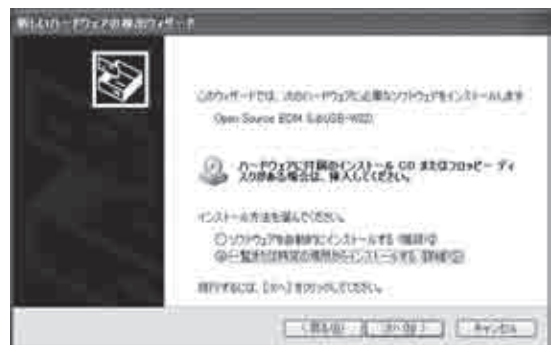 新しいハードウェアの検出ウィザード
このウィザードでは、次のハードウェアに必要なソフトウェアをインストールします:
Open Source
ハードウェアに付属のインストール CD またはフロッピー ディ
スクがある場合は、挿入してください。
インストール方法を選んでください。
ソフトウェアを自動的にインストールする (推奨)(I)
一覧または特定の場所からインストールする (詳細)(S)
続行するには、[次へ] をクリックしてください。
< 戻る(B)
次へ(N) >
キャンセル